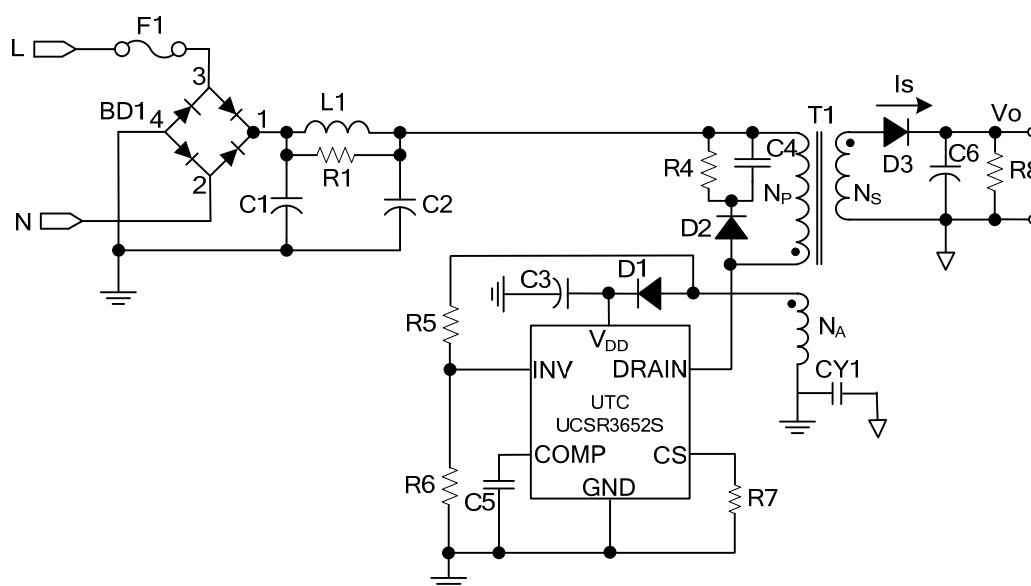 F1
L
3
BD1
4
1
L1
R1
2
N
C1
C2
R4
C4
T1
Is
Vo
D3
C6
R8
NP
NS
D2
C3
D1
R5
VDD
NA
INV
DRAIN
CY1
UTC
UCSR3652S
COMP
CS
R6
C5
GND
R7